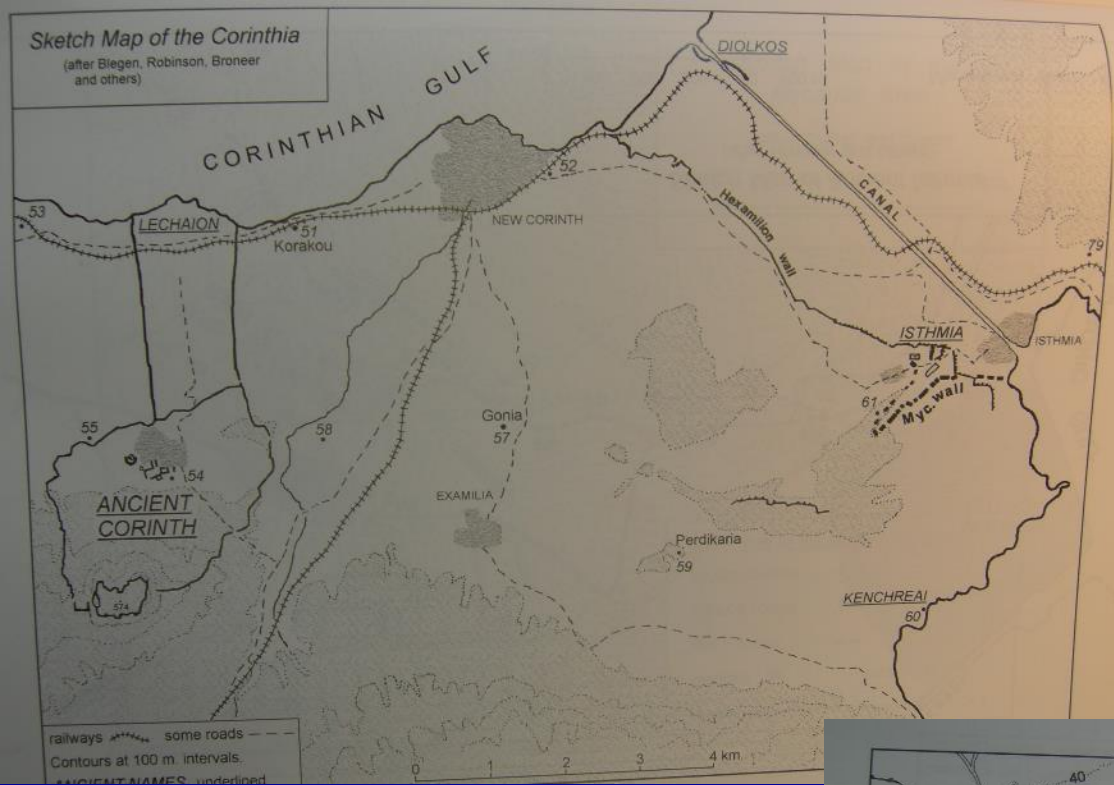 Sketch Map of the Corinthia
(after Blegen, Robinson, Broneer
and others)
CORINTHIAN GULF
DIOLKOS
53
LECHAION
51
Korakou
52
NEW CORINTH
CANAL
Hexamilion wall
79
ISTHMIA
ISTHMIA
61
Myc. wall
55
58
Gonia
57
54
ANCIENT
CORINTH
EXAMILIA
Perdikaria
59
574
KENCHREAI
60
railways some roads
Contours at 100 m. intervals.
ANCIENT NAMES underlined
0 1 2 3 4 km
40